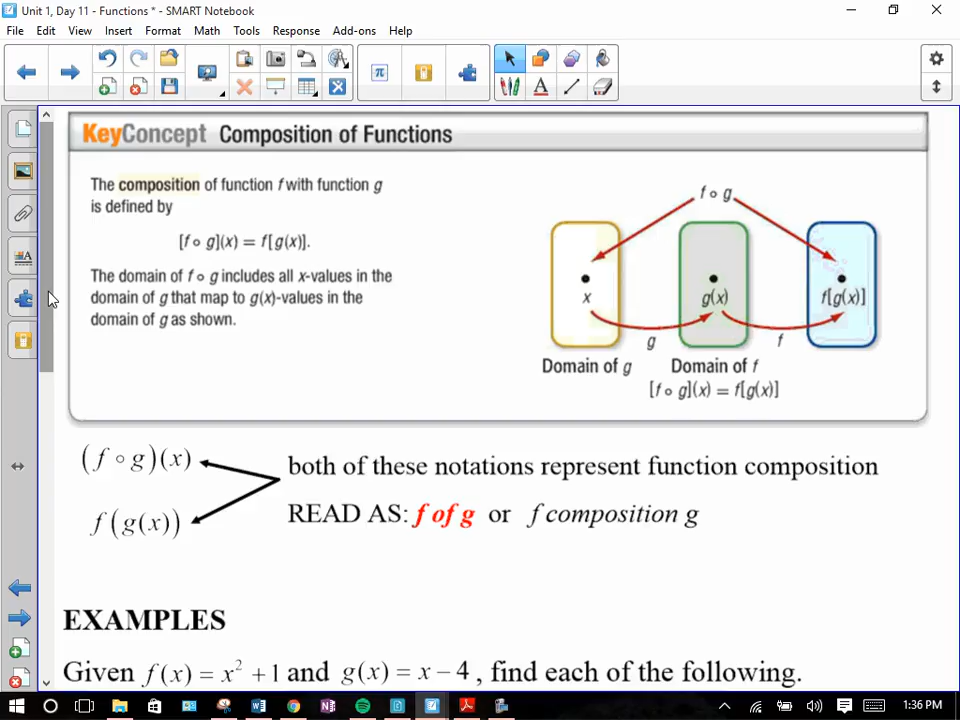 Unit 1, Day 11 - Functions * - SMART Notebook
File Edit View Insert Format Math Tools Response Add-ons Help
KeyConcept Composition of Functions
The composition of function f with function g
is defined by
[f ∘ g](x) = f[g(x)].
The domain of f ∘ g includes all x-values in the
domain of g that map to g(x)-values in the
domain of g as shown.
f ∘ g
x g(x) f[g(x)]
g f
Domain of g Domain of f
[f ∘ g](x) = f[g(x)]
(f ∘ g)(x)
both of these notations represent function composition
f(g(x))
READ AS: f of g or f composition g
EXAMPLES
Given f(x) = x² + 1 and g(x) = x − 4 , find each of the following.
1:36 PM